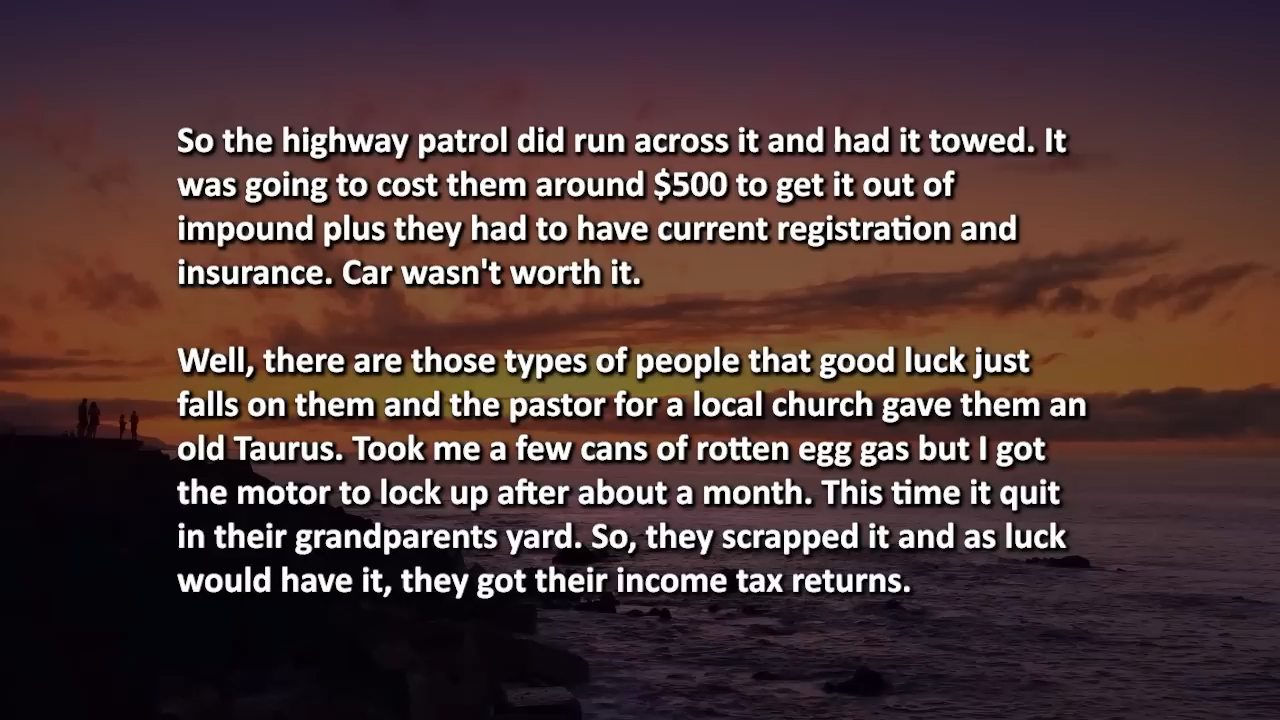 So the highway patrol did run across it and had it towed. It
was going to cost them around $500 to get it out of
impound plus they had to have current registration and
insurance. Car wasn't worth it.
Well, there are those types of people that good luck just
falls on them and the pastor for a local church gave them an
old Taurus. Took me a few cans of rotten egg gas but I got
the motor to lock up after about a month. This time it quit
in their grandparents yard. So, they scrapped it and as luck
would have it, they got their income tax returns.